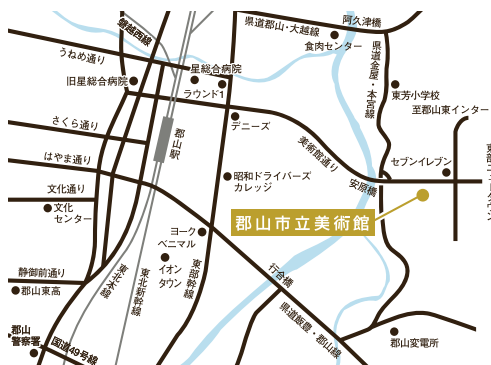 磐越西線
県道郡山・大越線
阿久津橋
食肉センター
うねめ通り
星総合病院
旧星総合病院
ラウンド1
県道金屋・本宮線
東芳小学校
至郡山東インター
さくら通り
デニーズ
郡山駅
美術館通り
はやま通り
セブンイレブン
昭和ドライバーズ
カレッジ
安原橋
文化通り
文化
センター
郡山市立美術館
ヨーク
ベニマル
イオン
タウン
東部幹線
静御前通り
東北本線
東北新幹線
行合橋
郡山東高
県道飯豊・郡山線
郡山
警察署
国道49号線
郡山変電所